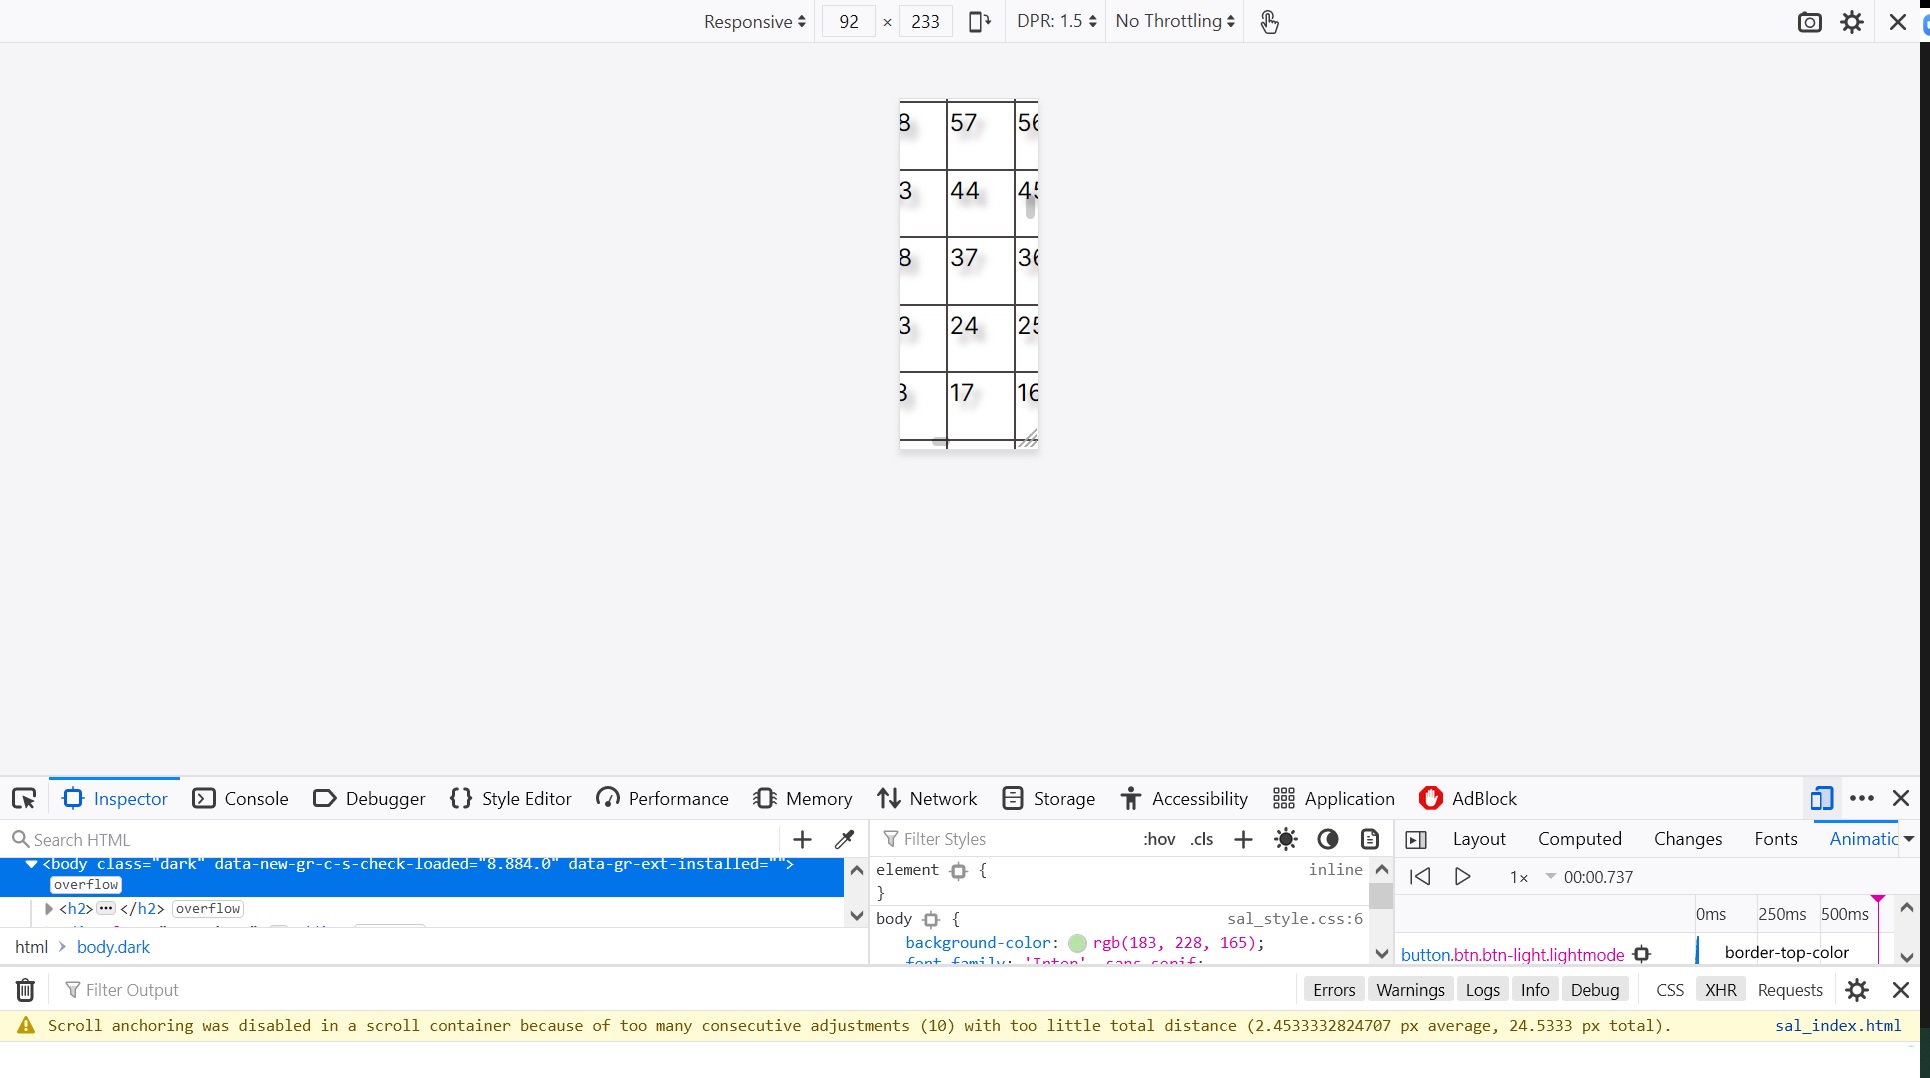 Responsive 92 × 233 DPR: 1.5 No Throttling
8 57 56
3 44 45
8 37 36
3 24 25
3 17 16
Inspector Console Debugger Style Editor Performance Memory Network Storage Accessibility Application AdBlock
Search HTML
<body class="dark" data-new-gr-c-s-check-loaded="8.884.0" data-gr-ext-installed="">
overflow
<h2> ••• </h2> overflow
html > body.dark
Filter Styles :hov .cls
element { inline
}
body { sal_style.css:6
background-color: rgb(183, 228, 165);
font-family: 'Inter', sans-serif;
Layout Computed Changes Fonts Animatic
1× 00:00.737
0ms 250ms 500ms
button.btn.btn-light.lightmode border-top-color
Filter Output Errors Warnings Logs Info Debug CSS XHR Requests
Scroll anchoring was disabled in a scroll container because of too many consecutive adjustments (10) with too little total distance (2.4533332824707 px average, 24.5333 px total). sal_index.html